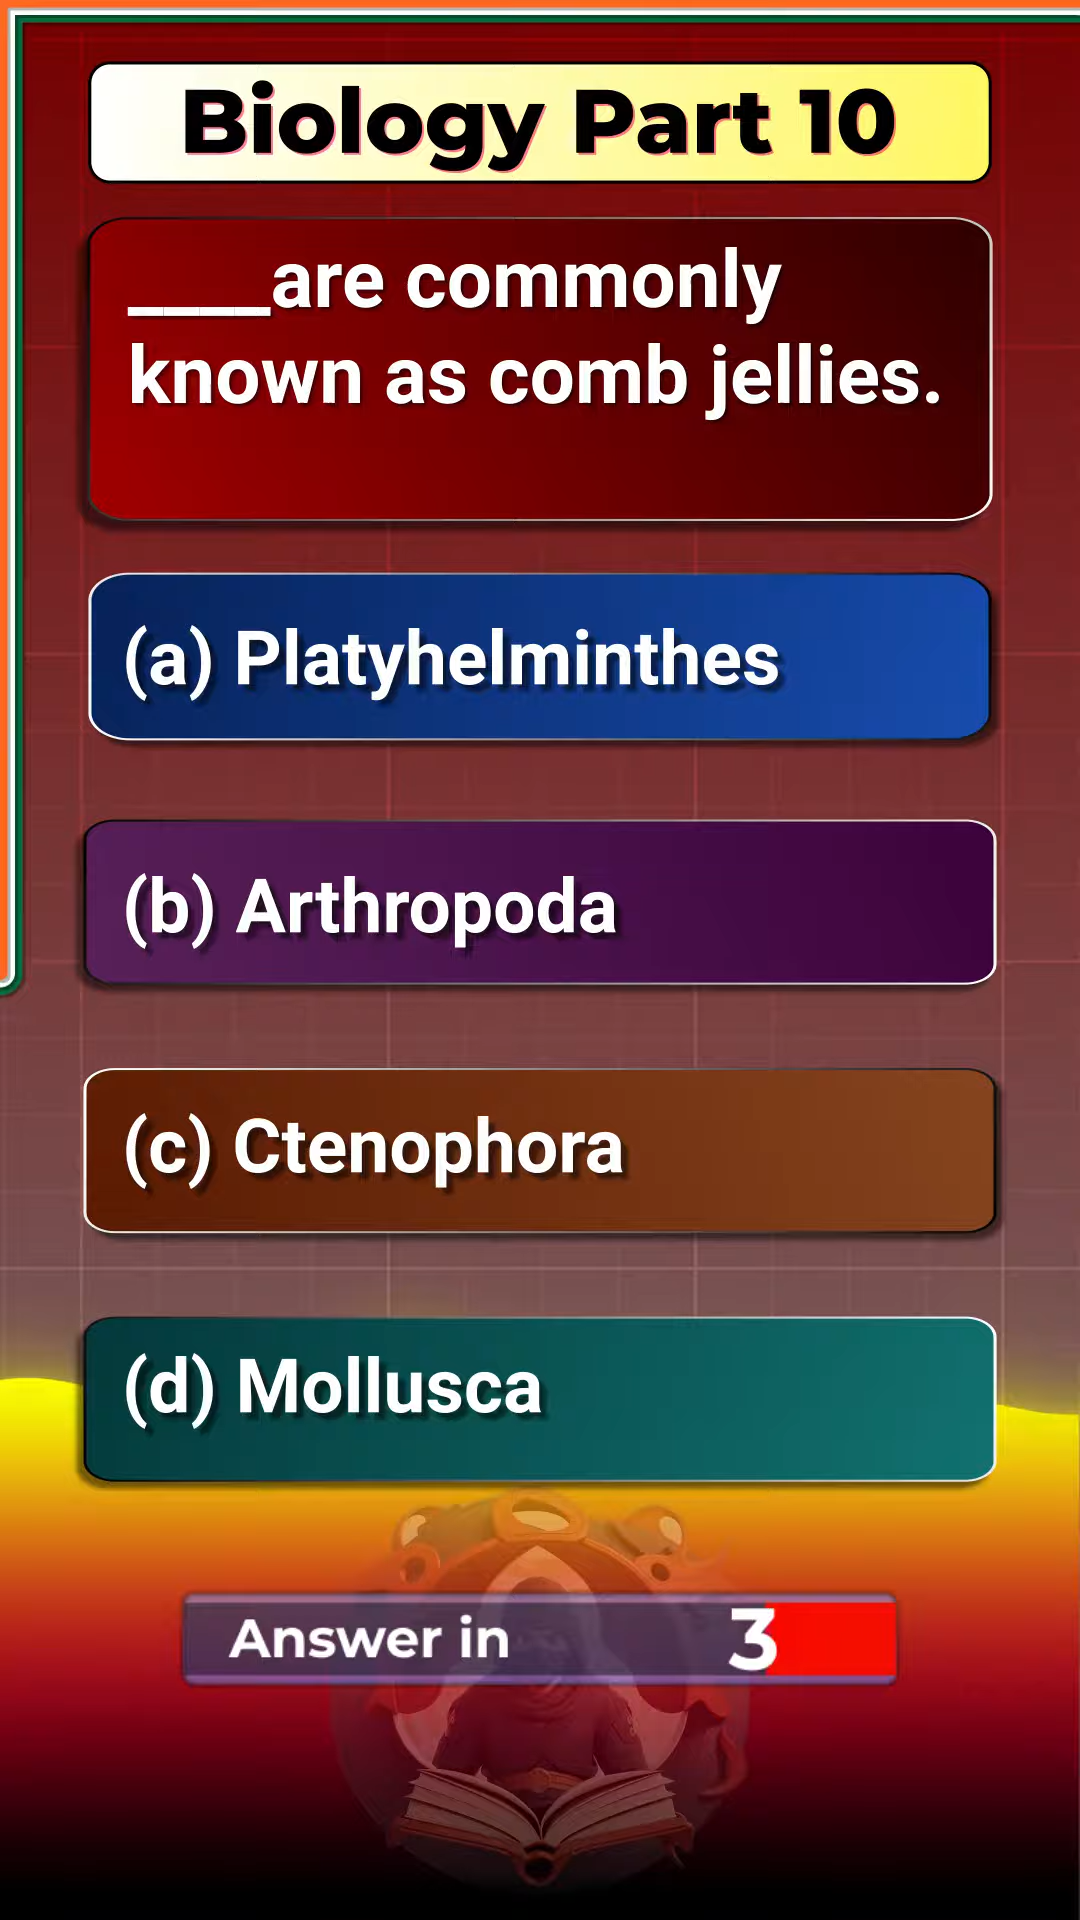 Biology Part 10
____are commonly
known as comb jellies.
(a) Platyhelminthes
(b) Arthropoda
(c) Ctenophora
(d) Mollusca
Answer in 3